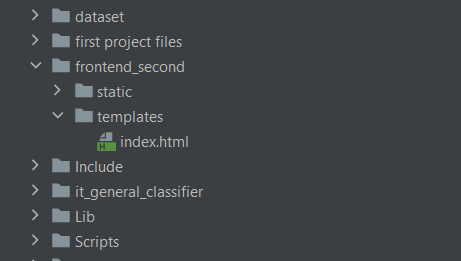 dataset
first project files
frontend_second
static
templates
H index.html
Include
it_general_classifier
Lib
Scripts